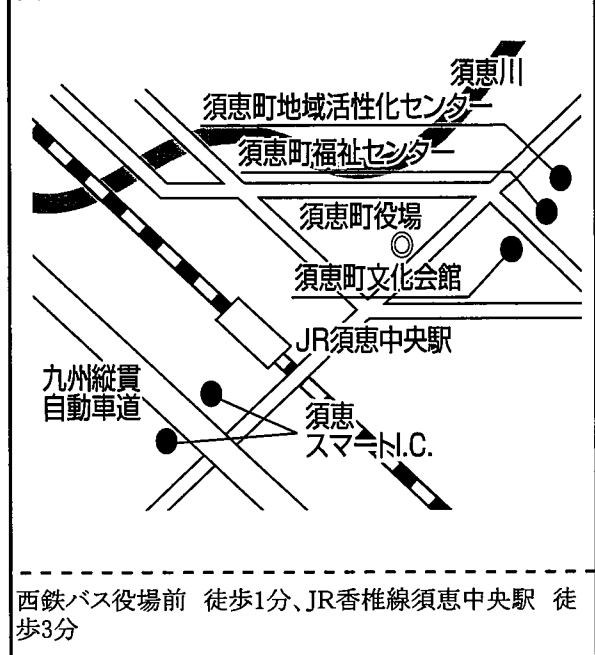 須恵川
須恵町地域活性化センター
須恵町福祉センター
須恵町役場
須恵町文化会館
JR須恵中央駅
九州縦貫
自動車道
須恵
スマートI.C.
西鉄バス役場前 徒歩1分、JR香椎線須恵中央駅 徒
歩3分